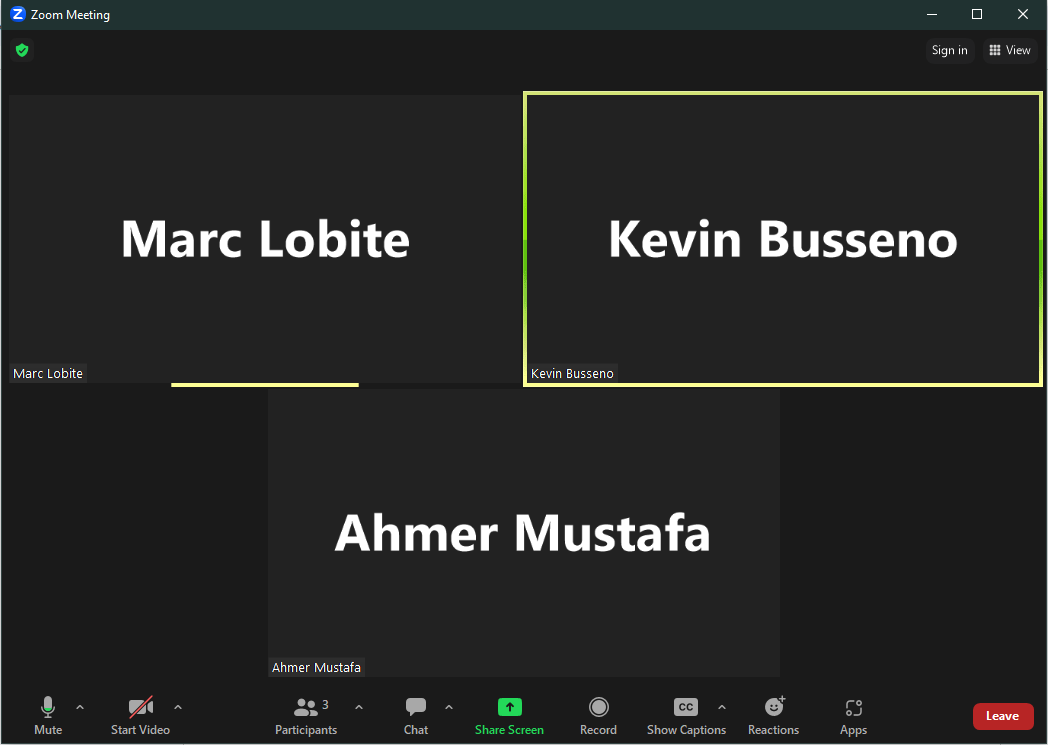 Zoom Meeting
Sign in View
Marc Lobite
Kevin Busseno
Marc Lobite
Kevin Busseno
Ahmer Mustafa
Ahmer Mustafa
3
Mute Start Video Participants Chat Share Screen Record CC Show Captions Reactions Apps Leave